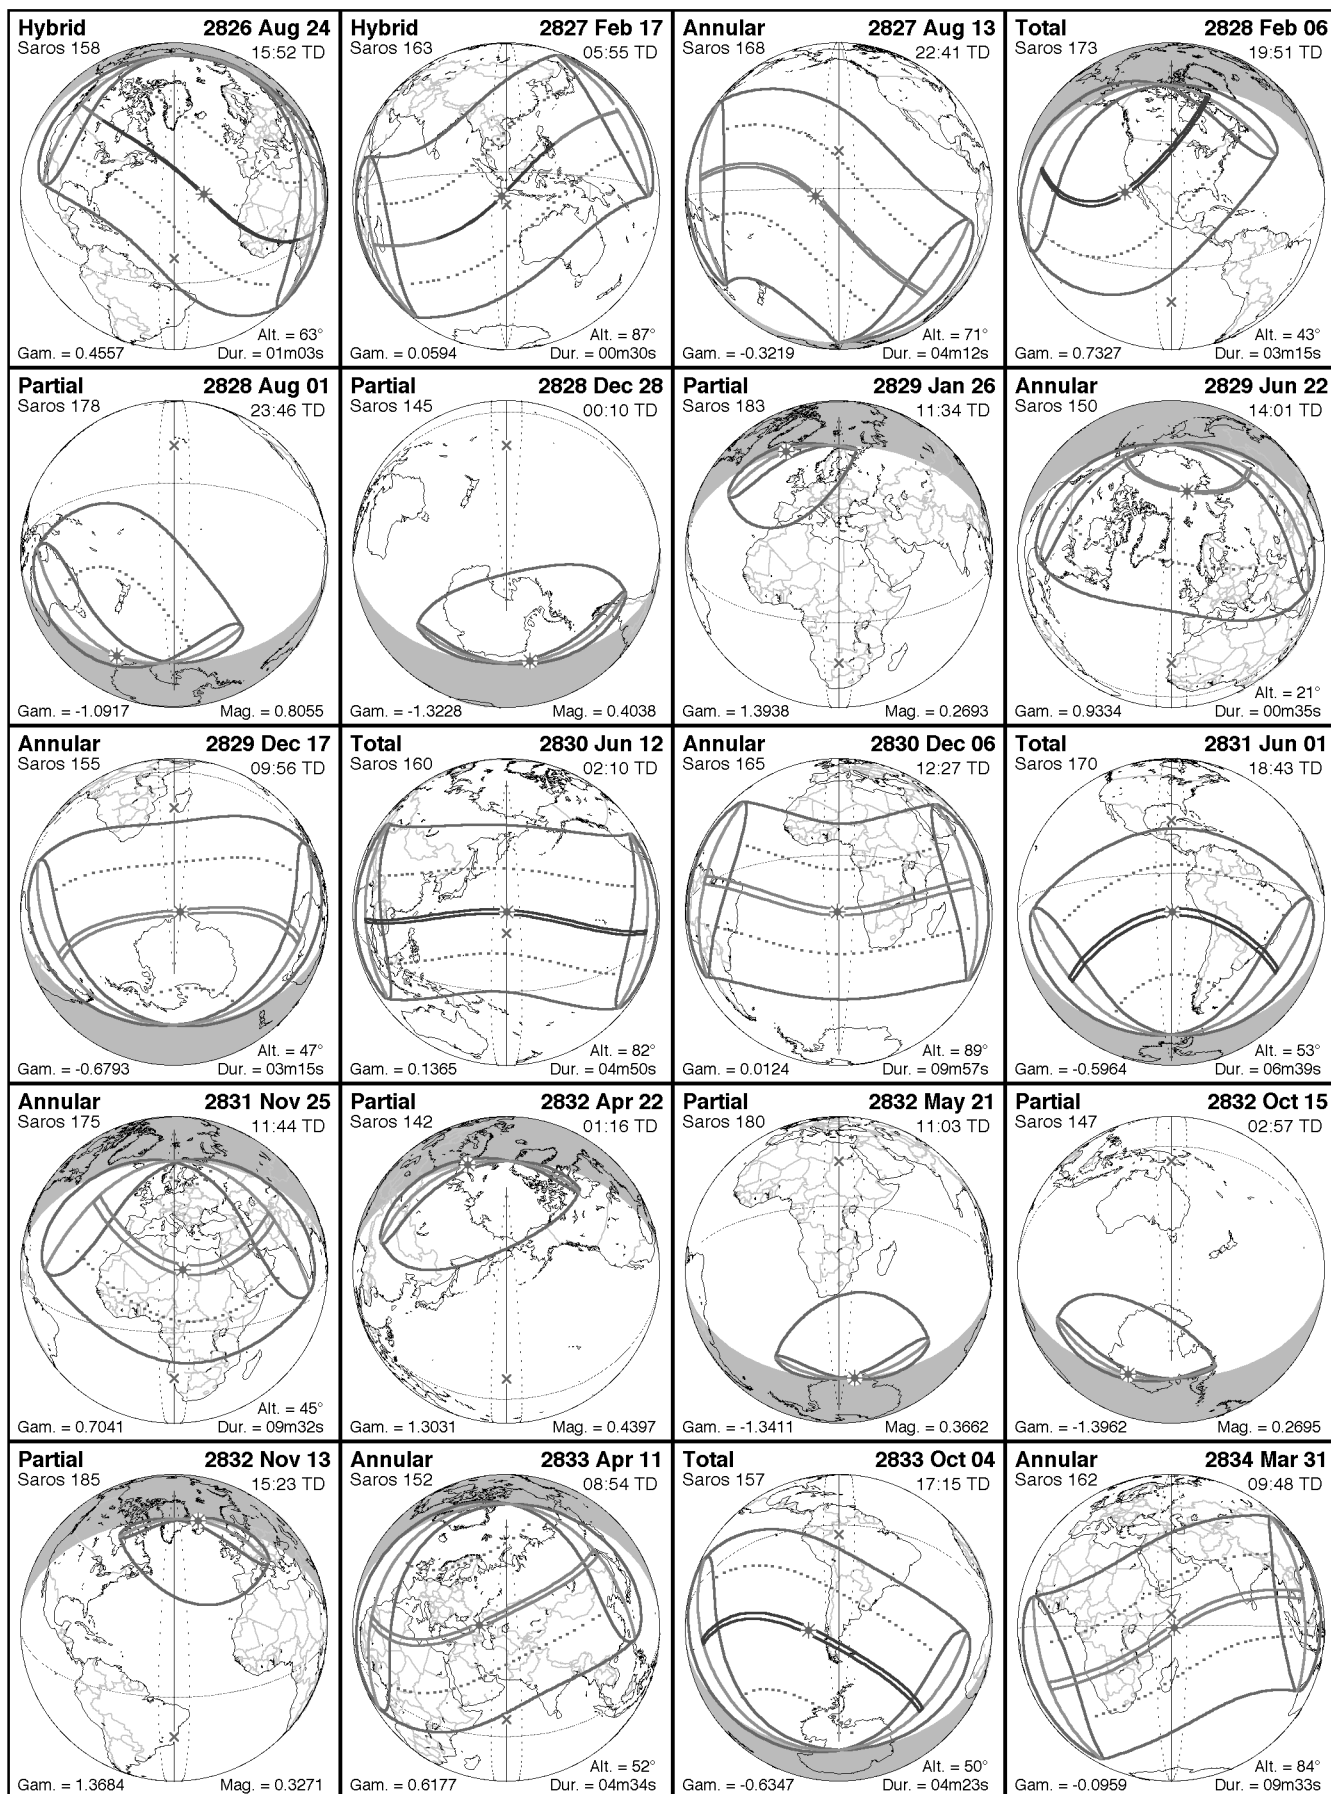 Hybrid 2826 Aug 24
Saros 158 15:52 TD
Alt. = 63°
Gam. = 0.4557 Dur. = 01m03s
Hybrid 2827 Feb 17
Saros 163 05:55 TD
Alt. = 87°
Gam. = 0.0594 Dur. = 00m30s
Annular 2827 Aug 13
Saros 168 22:41 TD
Alt. = 71°
Gam. = -0.3219 Dur. = 04m12s
Total 2828 Feb 06
Saros 173 19:51 TD
Alt. = 43°
Gam. = 0.7327 Dur. = 03m15s
Partial 2828 Aug 01
Saros 178 23:46 TD
Gam. = -1.0917 Mag. = 0.8055
Partial 2828 Dec 28
Saros 145 00:10 TD
Gam. = -1.3228 Mag. = 0.4038
Partial 2829 Jan 26
Saros 183 11:34 TD
Gam. = 1.3938 Mag. = 0.2693
Annular 2829 Jun 22
Saros 150 14:01 TD
Alt. = 21°
Gam. = 0.9334 Dur. = 00m35s
Annular 2829 Dec 17
Saros 155 09:56 TD
Alt. = 47°
Gam. = -0.6793 Dur. = 03m15s
Total 2830 Jun 12
Saros 160 02:10 TD
Alt. = 82°
Gam. = 0.1365 Dur. = 04m50s
Annular 2830 Dec 06
Saros 165 12:27 TD
Alt. = 89°
Gam. = 0.0124 Dur. = 09m57s
Total 2831 Jun 01
Saros 170 18:43 TD
Alt. = 53°
Gam. = -0.5964 Dur. = 06m39s
Annular 2831 Nov 25
Saros 175 11:44 TD
Alt. = 45°
Gam. = 0.7041 Dur. = 09m32s
Partial 2832 Apr 22
Saros 142 01:16 TD
Gam. = 1.3031 Mag. = 0.4397
Partial 2832 May 21
Saros 180 11:03 TD
Gam. = -1.3411 Mag. = 0.3662
Partial 2832 Oct 15
Saros 147 02:57 TD
Gam. = -1.3962 Mag. = 0.2695
Partial 2832 Nov 13
Saros 185 15:23 TD
Gam. = 1.3684 Mag. = 0.3271
Annular 2833 Apr 11
Saros 152 08:54 TD
Alt. = 52°
Gam. = 0.6177 Dur. = 04m34s
Total 2833 Oct 04
Saros 157 17:15 TD
Alt. = 50°
Gam. = -0.6347 Dur. = 04m23s
Annular 2834 Mar 31
Saros 162 09:48 TD
Alt. = 84°
Gam. = -0.0959 Dur. = 09m33s